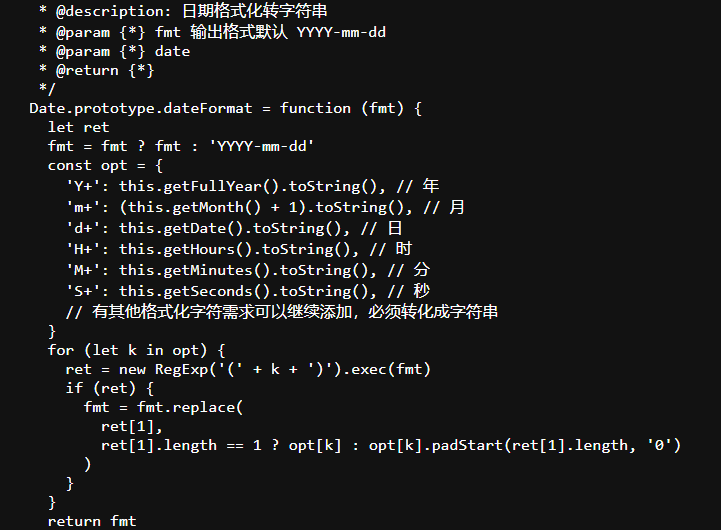 * @description: 日期格式化转字符串
* @param {*} fmt 输出格式默认 YYYY-mm-dd
* @param {*} date
* @return {*}
*/
Date.prototype.dateFormat = function (fmt) {
let ret
fmt = fmt ? fmt : 'YYYY-mm-dd'
const opt = {
'Y+': this.getFullYear().toString(), // 年
'm+': (this.getMonth() + 1).toString(), // 月
'd+': this.getDate().toString(), // 日
'H+': this.getHours().toString(), // 时
'M+': this.getMinutes().toString(), // 分
'S+': this.getSeconds().toString(), // 秒
// 有其他格式化字符需求可以继续添加，必须转化成字符串
}
for (let k in opt) {
ret = new RegExp('(' + k + ')').exec(fmt)
if (ret) {
fmt = fmt.replace(
ret[1],
ret[1].length == 1 ? opt[k] : opt[k].padStart(ret[1].length, '0')
)
}
}
return fmt